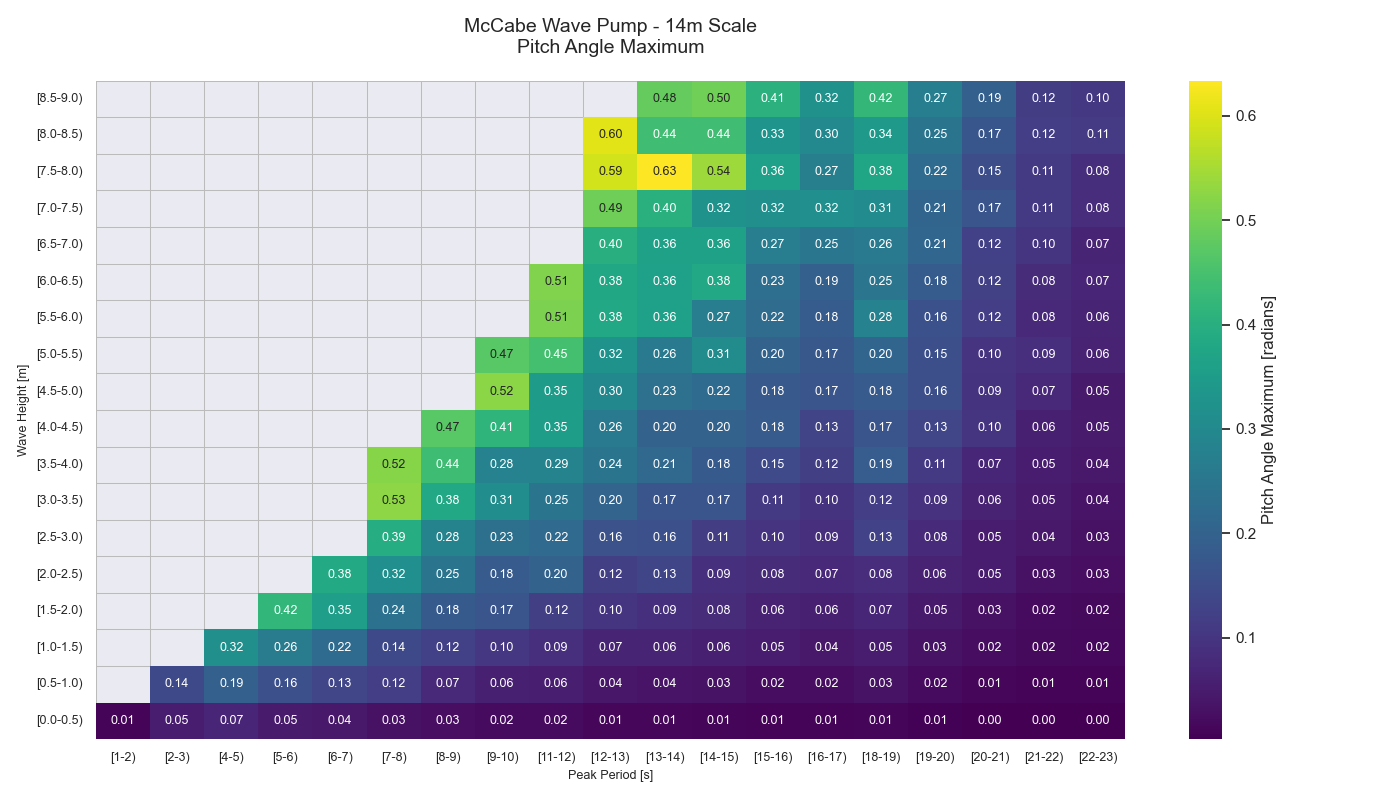 McCabe Wave Pump - 14m Scale
Pitch Angle Maximum
[8.5-9.0) 0.48 0.50 0.41 0.32 0.42 0.27 0.19 0.12 0.10
[8.0-8.5) 0.60 0.44 0.44 0.33 0.30 0.34 0.25 0.17 0.12 0.11
[7.5-8.0) 0.59 0.63 0.54 0.36 0.27 0.38 0.22 0.15 0.11 0.08
[7.0-7.5) 0.49 0.40 0.32 0.32 0.32 0.31 0.21 0.17 0.11 0.08
[6.5-7.0) 0.40 0.36 0.36 0.27 0.25 0.26 0.21 0.12 0.10 0.07
[6.0-6.5) 0.51 0.38 0.36 0.38 0.23 0.19 0.25 0.18 0.12 0.08 0.07
[5.5-6.0) 0.51 0.38 0.36 0.27 0.22 0.18 0.28 0.16 0.12 0.08 0.06
[5.0-5.5) 0.47 0.45 0.32 0.26 0.31 0.20 0.17 0.20 0.15 0.10 0.09 0.06
[4.5-5.0) 0.52 0.35 0.30 0.23 0.22 0.18 0.17 0.18 0.16 0.09 0.07 0.05
[4.0-4.5) 0.47 0.41 0.35 0.26 0.20 0.20 0.18 0.13 0.17 0.13 0.10 0.06 0.05
[3.5-4.0) 0.52 0.44 0.28 0.29 0.24 0.21 0.18 0.15 0.12 0.19 0.11 0.07 0.05 0.04
[3.0-3.5) 0.53 0.38 0.31 0.25 0.20 0.17 0.17 0.11 0.10 0.12 0.09 0.06 0.05 0.04
[2.5-3.0) 0.39 0.28 0.23 0.22 0.16 0.16 0.11 0.10 0.09 0.13 0.08 0.05 0.04 0.03
[2.0-2.5) 0.38 0.32 0.25 0.18 0.20 0.12 0.13 0.09 0.08 0.07 0.08 0.06 0.05 0.03 0.03
[1.5-2.0) 0.42 0.35 0.24 0.18 0.17 0.12 0.10 0.09 0.08 0.06 0.06 0.07 0.05 0.03 0.02 0.02
[1.0-1.5) 0.32 0.26 0.22 0.14 0.12 0.10 0.09 0.07 0.06 0.06 0.05 0.04 0.05 0.03 0.02 0.02 0.02
[0.5-1.0) 0.14 0.19 0.16 0.13 0.12 0.07 0.06 0.06 0.04 0.04 0.03 0.02 0.02 0.03 0.02 0.01 0.01 0.01
[0.0-0.5) 0.01 0.05 0.07 0.05 0.04 0.03 0.03 0.02 0.02 0.01 0.01 0.01 0.01 0.01 0.01 0.01 0.00 0.00 0.00
[1-2) [2-3) [4-5) [5-6) [6-7) [7-8) [8-9) [9-10) [11-12) [12-13) [13-14) [14-15) [15-16) [16-17) [18-19) [19-20) [20-21) [21-22) [22-23)
Peak Period [s]
Wave Height [m]
0.6
0.5
0.4
0.3
0.2
0.1
Pitch Angle Maximum [radians]